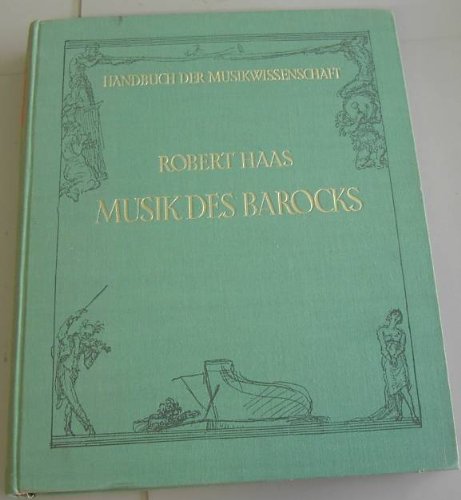 HANDBUCH DER MUSIKWISSENSCHAFT
ROBERT HAAS
MUSIK DES BAROCKS